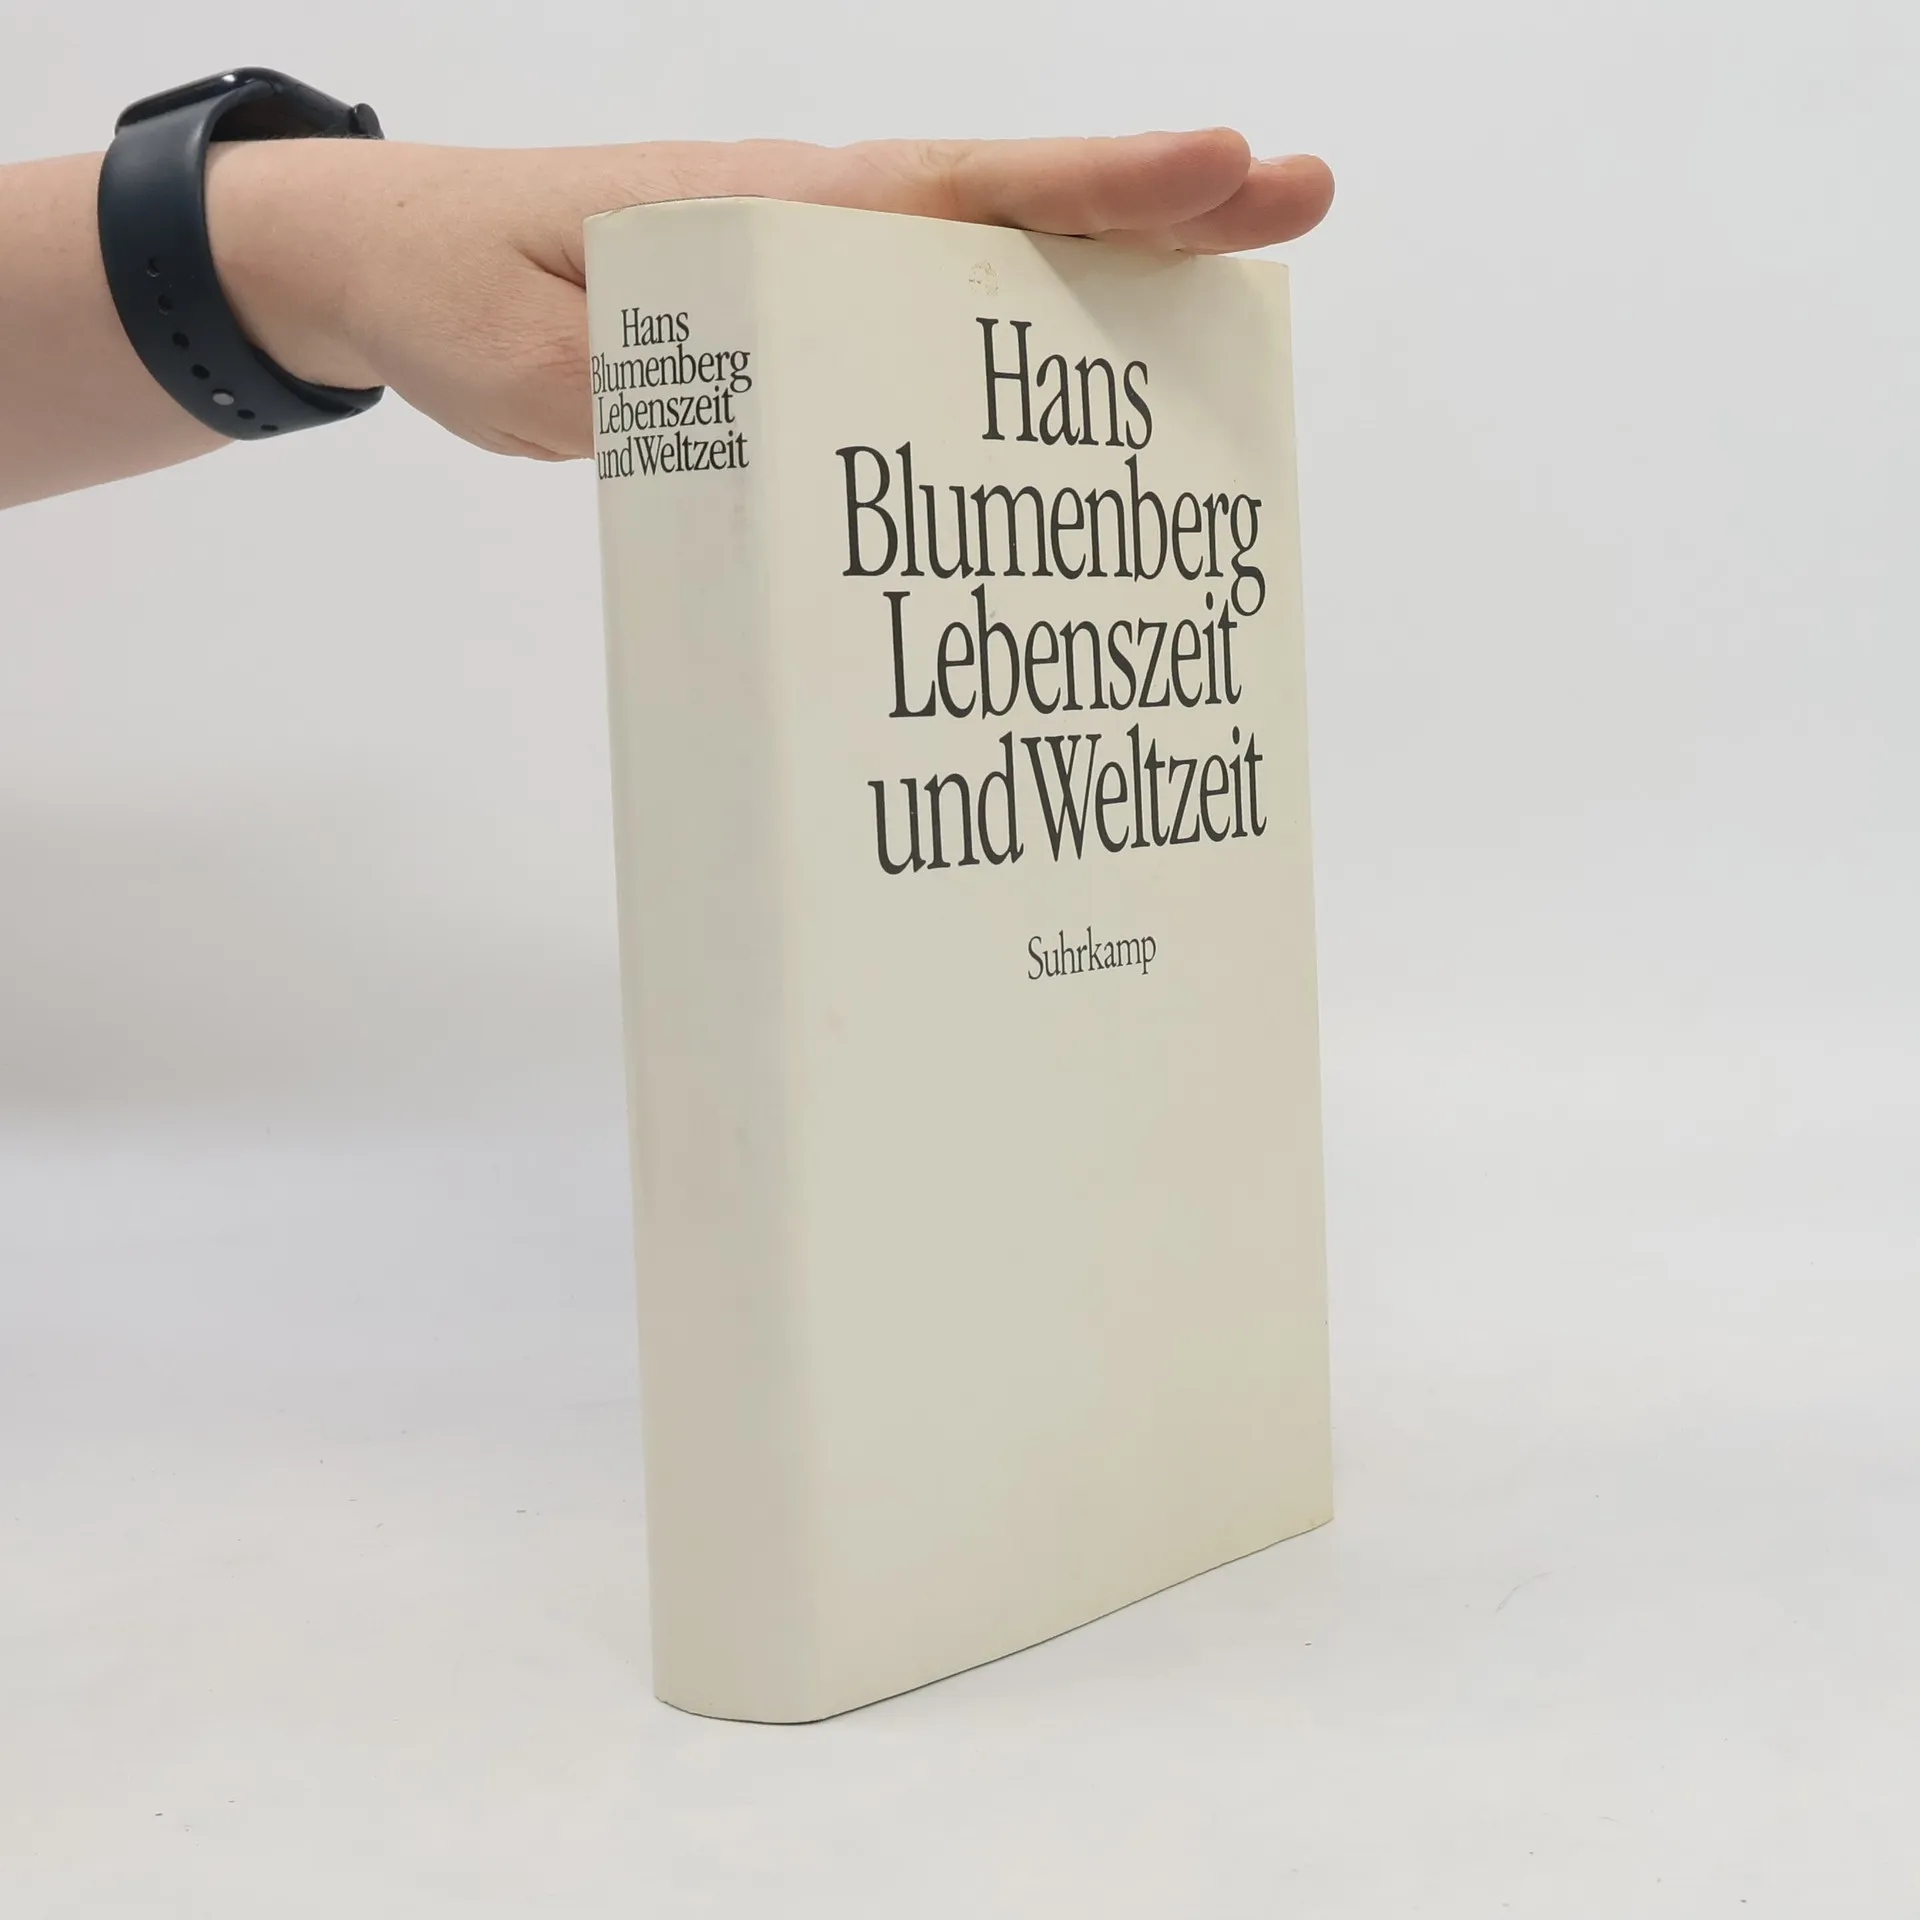 Hans
Blumenberg
Lebenszeit
und Weltzeit
Hans
Blumenberg
Lebenszeit
und Weltzeit
Suhrkamp